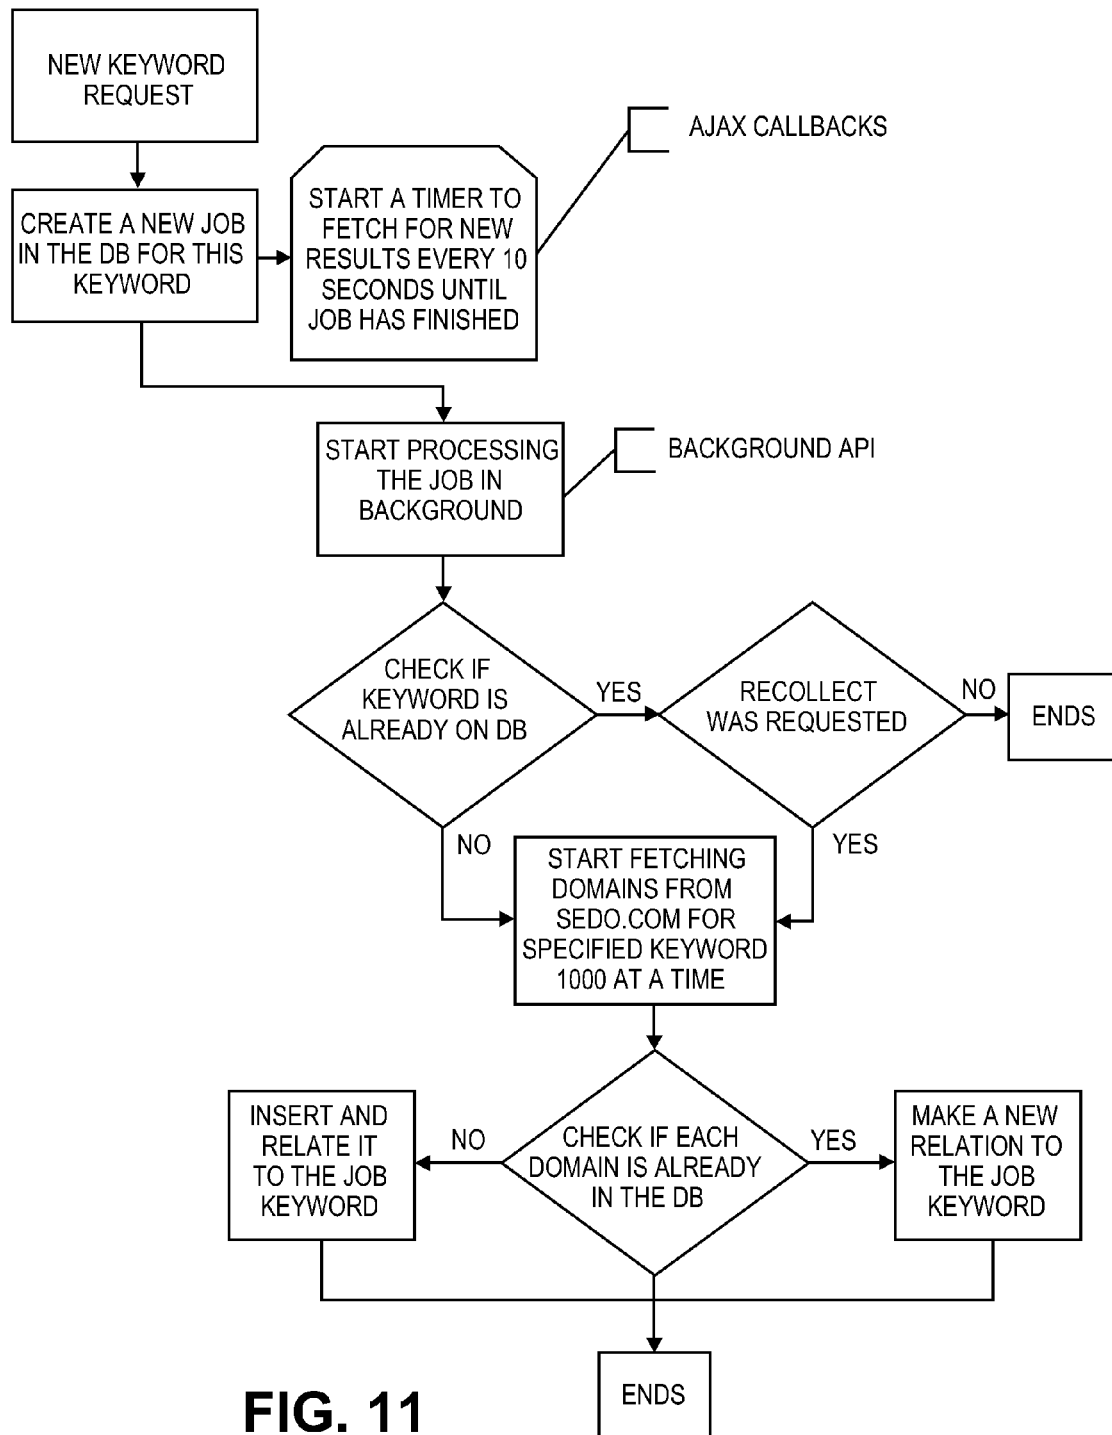 NEW KEYWORD
REQUEST
AJAX CALLBACKS
CREATE A NEW JOB
IN THE DB FOR THIS
KEYWORD
START A TIMER TO
FETCH FOR NEW
RESULTS EVERY 10
SECONDS UNTIL
JOB HAS FINISHED
START PROCESSING
THE JOB IN
BACKGROUND
BACKGROUND API
CHECK IF
KEYWORD IS
ALREADY ON DB
YES
RECOLLECT
WAS REQUESTED
NO
ENDS
NO
YES
START FETCHING
DOMAINS FROM
SEDO.COM FOR
SPECIFIED KEYWORD
1000 AT A TIME
INSERT AND
RELATE IT
TO THE JOB
KEYWORD
NO
CHECK IF EACH
DOMAIN IS ALREADY
IN THE DB
YES
MAKE A NEW
RELATION TO
THE JOB
KEYWORD
ENDS
FIG. 11